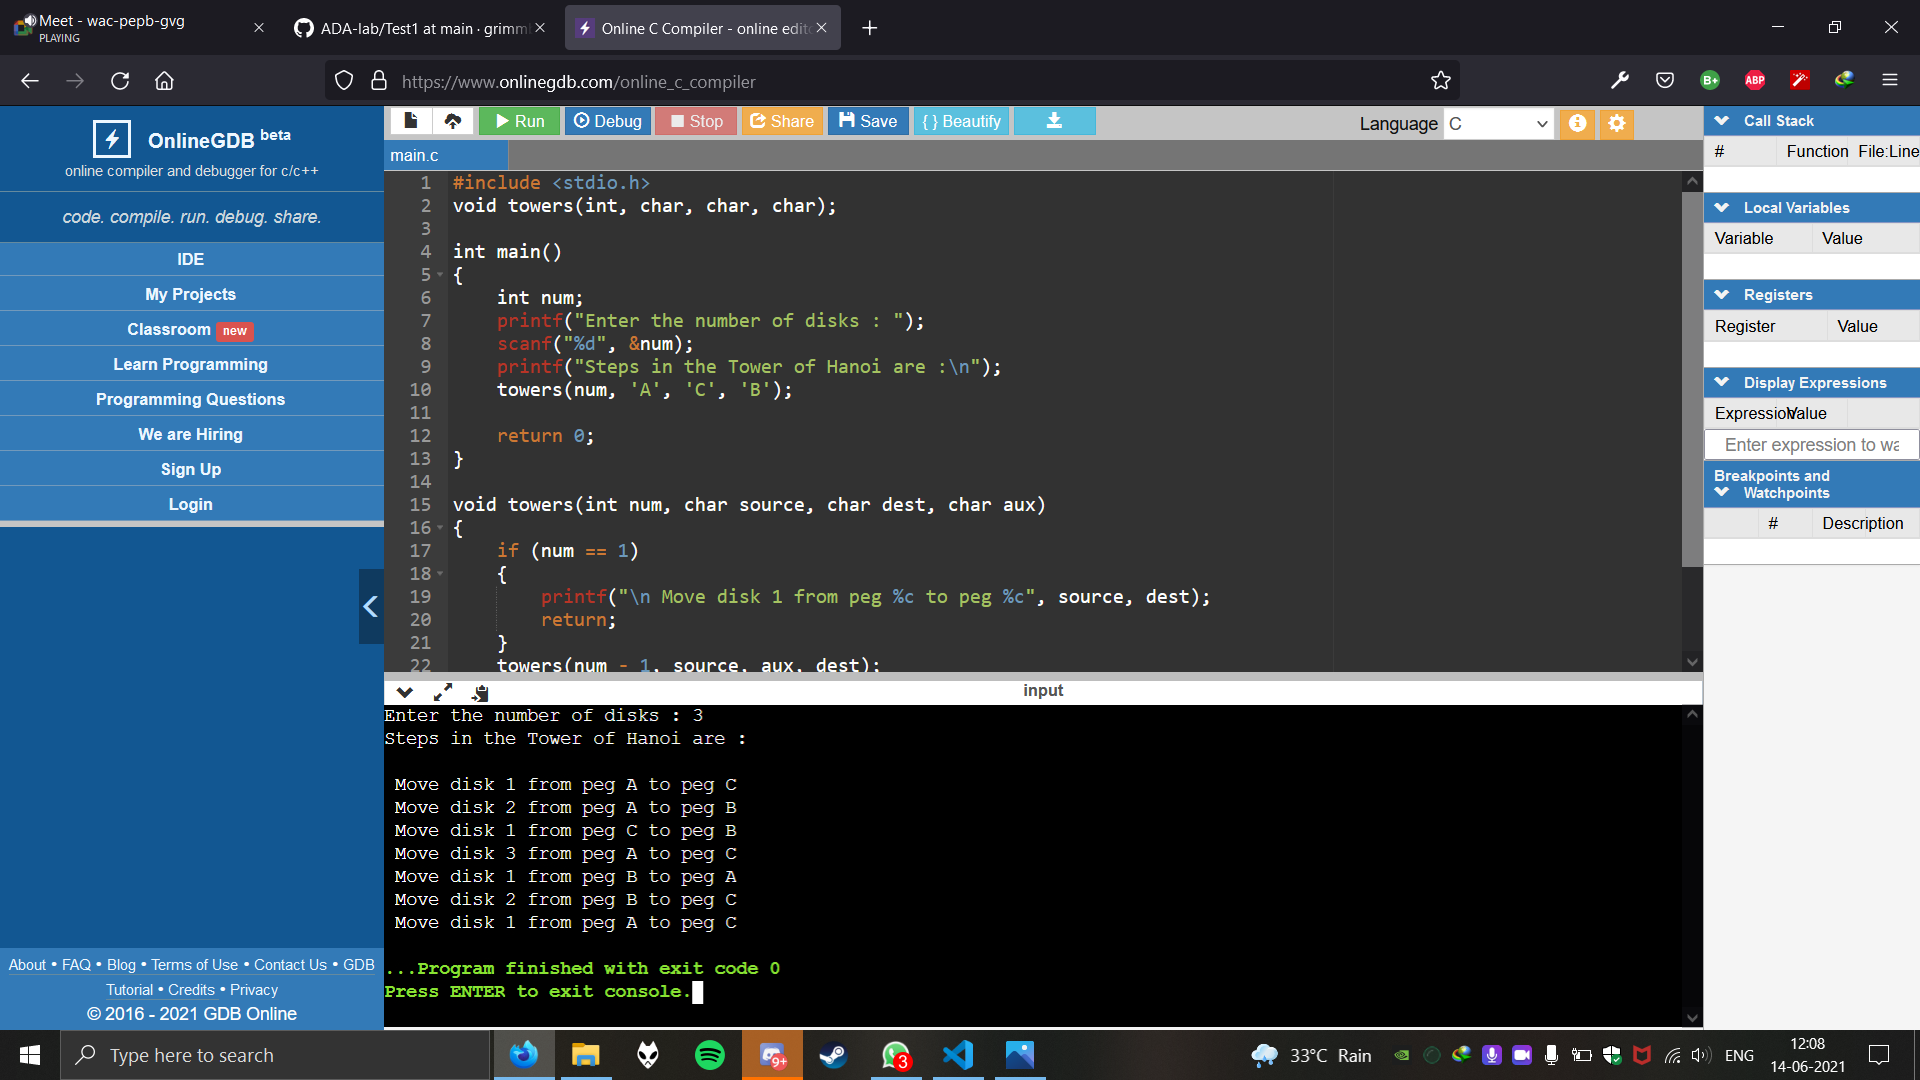 Meet - wac-pepb-gvg
PLAYING
ADA-lab/Test1 at main · grimm
Online C Compiler - online edito
https://www.onlinegdb.com/online_c_compiler
OnlineGDB beta
online compiler and debugger for c/c++
code. compile. run. debug. share.
IDE
My Projects
Classroom new
Learn Programming
Programming Questions
We are Hiring
Sign Up
Login
About • FAQ • Blog • Terms of Use • Contact Us • GDB
Tutorial • Credits • Privacy
© 2016 - 2021 GDB Online
Run Debug Stop Share Save { } Beautify
Language C
main.c
1 #include <stdio.h>
2 void towers(int, char, char, char);
3
4 int main()
5 {
6 int num;
7 printf("Enter the number of disks : ");
8 scanf("%d", &num);
9 printf("Steps in the Tower of Hanoi are :\n");
10 towers(num, 'A', 'C', 'B');
11
12 return 0;
13 }
14
15 void towers(int num, char source, char dest, char aux)
16 {
17 if (num == 1)
18 {
19 printf("\n Move disk 1 from peg %c to peg %c", source, dest);
20 return;
21 }
22 towers(num - 1, source, aux, dest);
input
Enter the number of disks : 3
Steps in the Tower of Hanoi are :
Move disk 1 from peg A to peg C
Move disk 2 from peg A to peg B
Move disk 1 from peg C to peg B
Move disk 3 from peg A to peg C
Move disk 1 from peg B to peg A
Move disk 2 from peg B to peg C
Move disk 1 from peg A to peg C
...Program finished with exit code 0
Press ENTER to exit console.
Call Stack
# Function File:Line
Local Variables
Variable Value
Registers
Register Value
Display Expressions
Expression Value
Enter expression to wa
Breakpoints and
Watchpoints
# Description
B+
ABP
Type here to search
9+
3
33°C Rain
ENG
12:08
14-06-2021